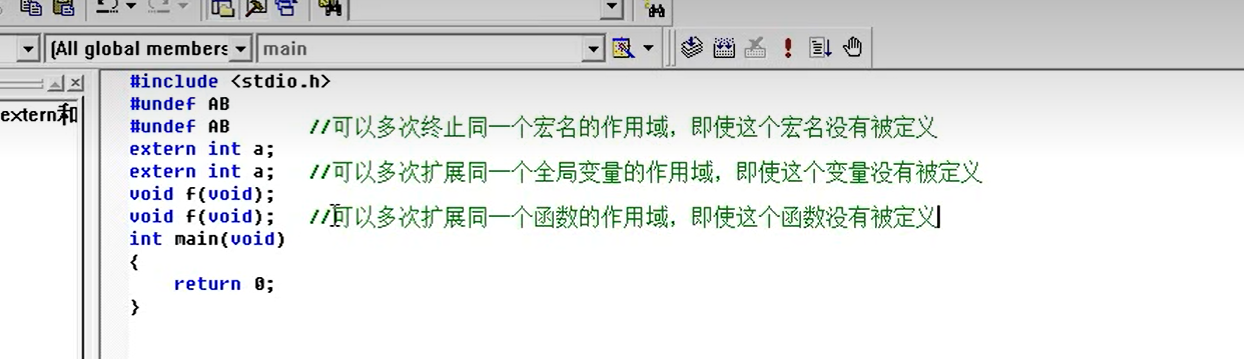 (All global members
main
extern和
#include <stdio.h>
#undef AB
#undef AB //可以多次终止同一个宏名的作用域，即使这个宏名没有被定义
extern int a;
extern int a; //可以多次扩展同一个全局变量的作用域，即使这个变量没有被定义
void f(void);
void f(void); //可以多次扩展同一个函数的作用域，即使这个函数没有被定义
int main(void)
{
return 0;
}